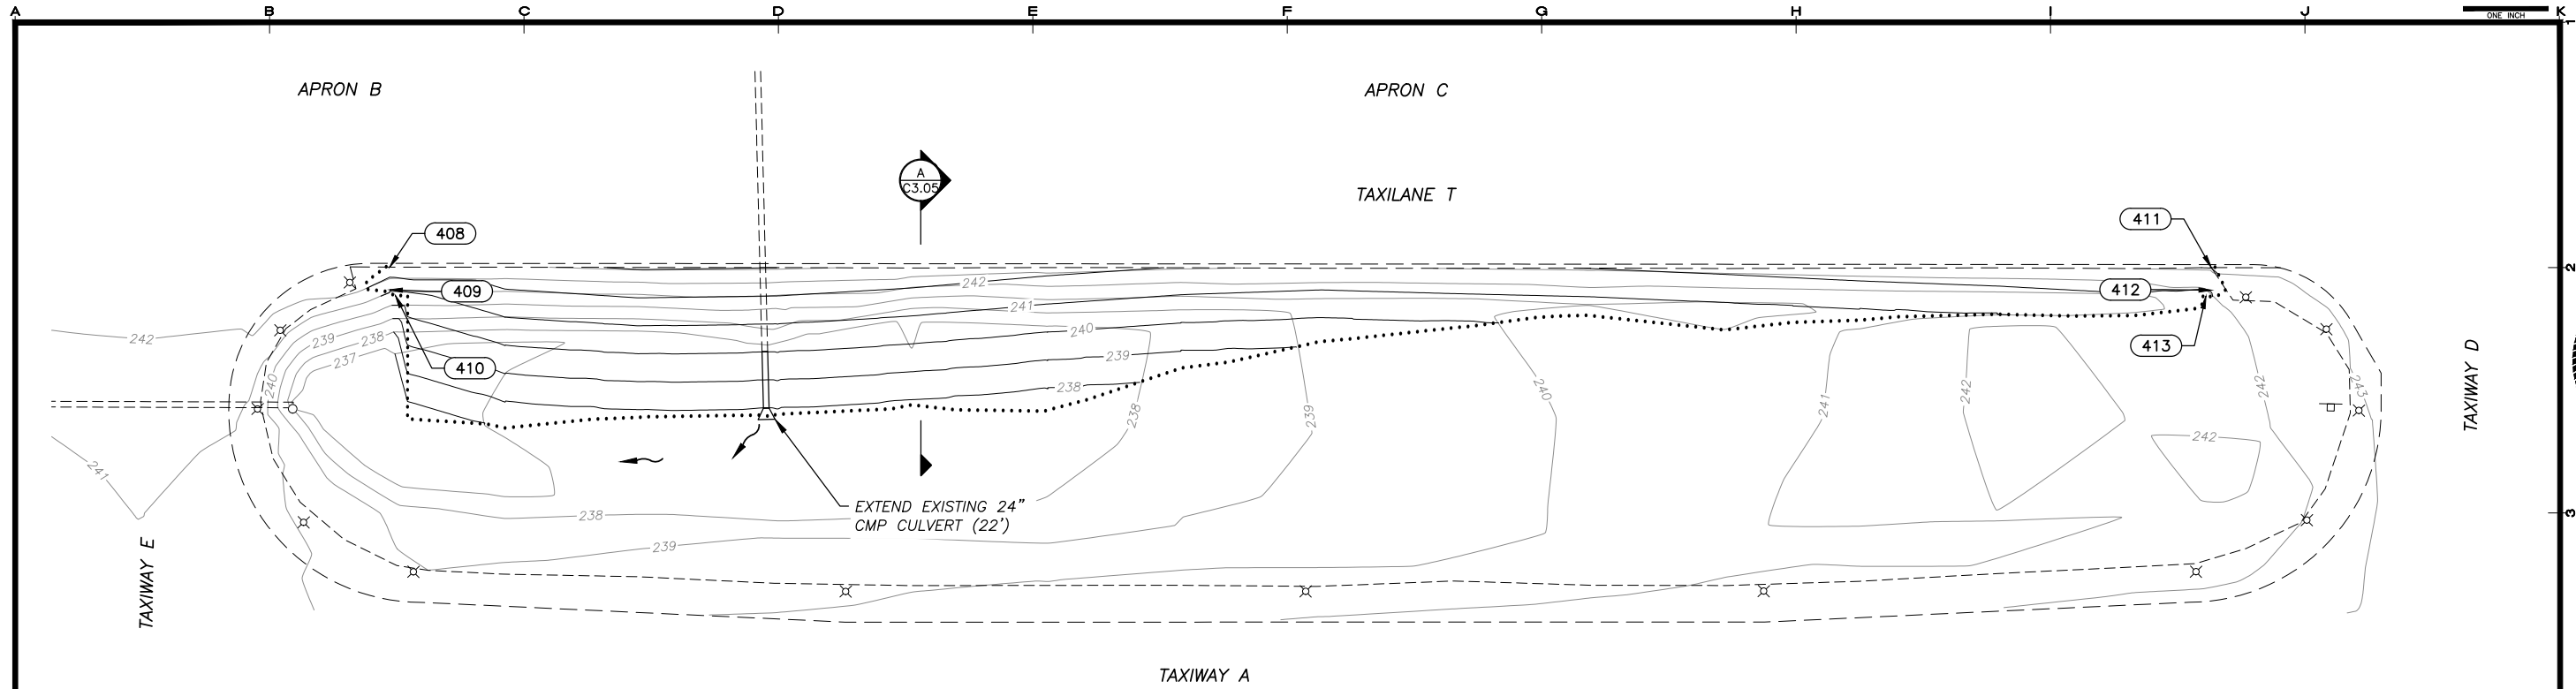 A B C D E F G H I J K
ONE INCH
1
APRON B
APRON C
A
C3.05
TAXILANE T
411
408
2
242
409
412
241
240
242
239
238
413
239
237
410
238
240
240
243
241
242
242
238
239
TAXIWAY D
242
241
EXTEND EXISTING 24"
CMP CULVERT (22')
238
3
239
TAXIWAY E
TAXIWAY A